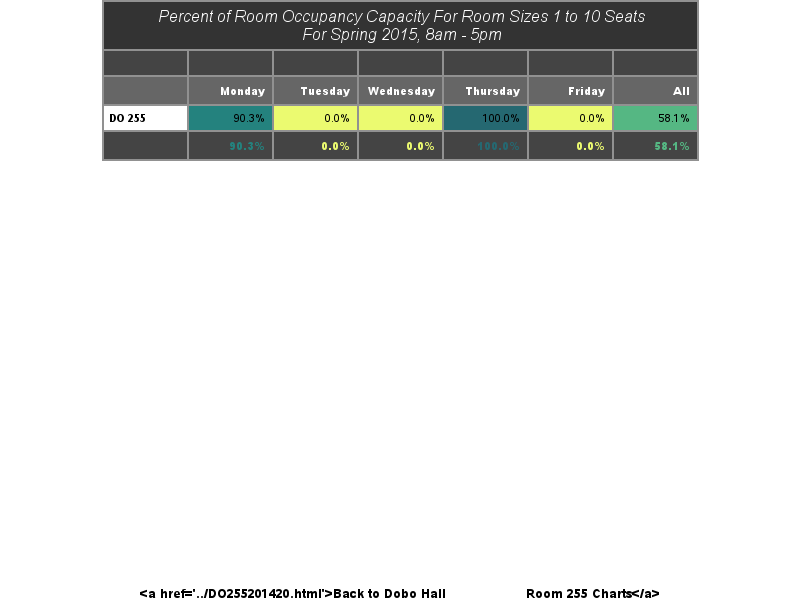 Percent of Room Occupancy Capacity For Room Sizes 1 to 10 Seats
For Spring 2015, 8am - 5pm
Monday Tuesday Wednesday Thursday Friday All
DO 255 90.3% 0.0% 0.0% 100.0% 0.0% 58.1%
90.3% 0.0% 0.0% 100.0% 0.0% 58.1%
<a href='../DO255201420.html'>Back to Dobo Hall Room 255 Charts</a>